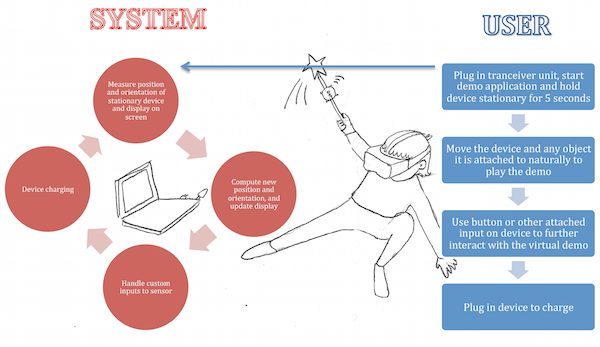 SYSTEM
USER
Measure position
and orientation of
stationary device
and display on
screen
Compute new
position and
orientation, and
update display
Handle custom
inputs to sensor
Device charging
Plug in tranceiver unit, start
demo application and hold
device stationary for 5 seconds
Move the device and any object
it is attached to naturally to
play the demo
Use button or other attached
input on device to further
interact with the virtual demo
Plug in device to charge